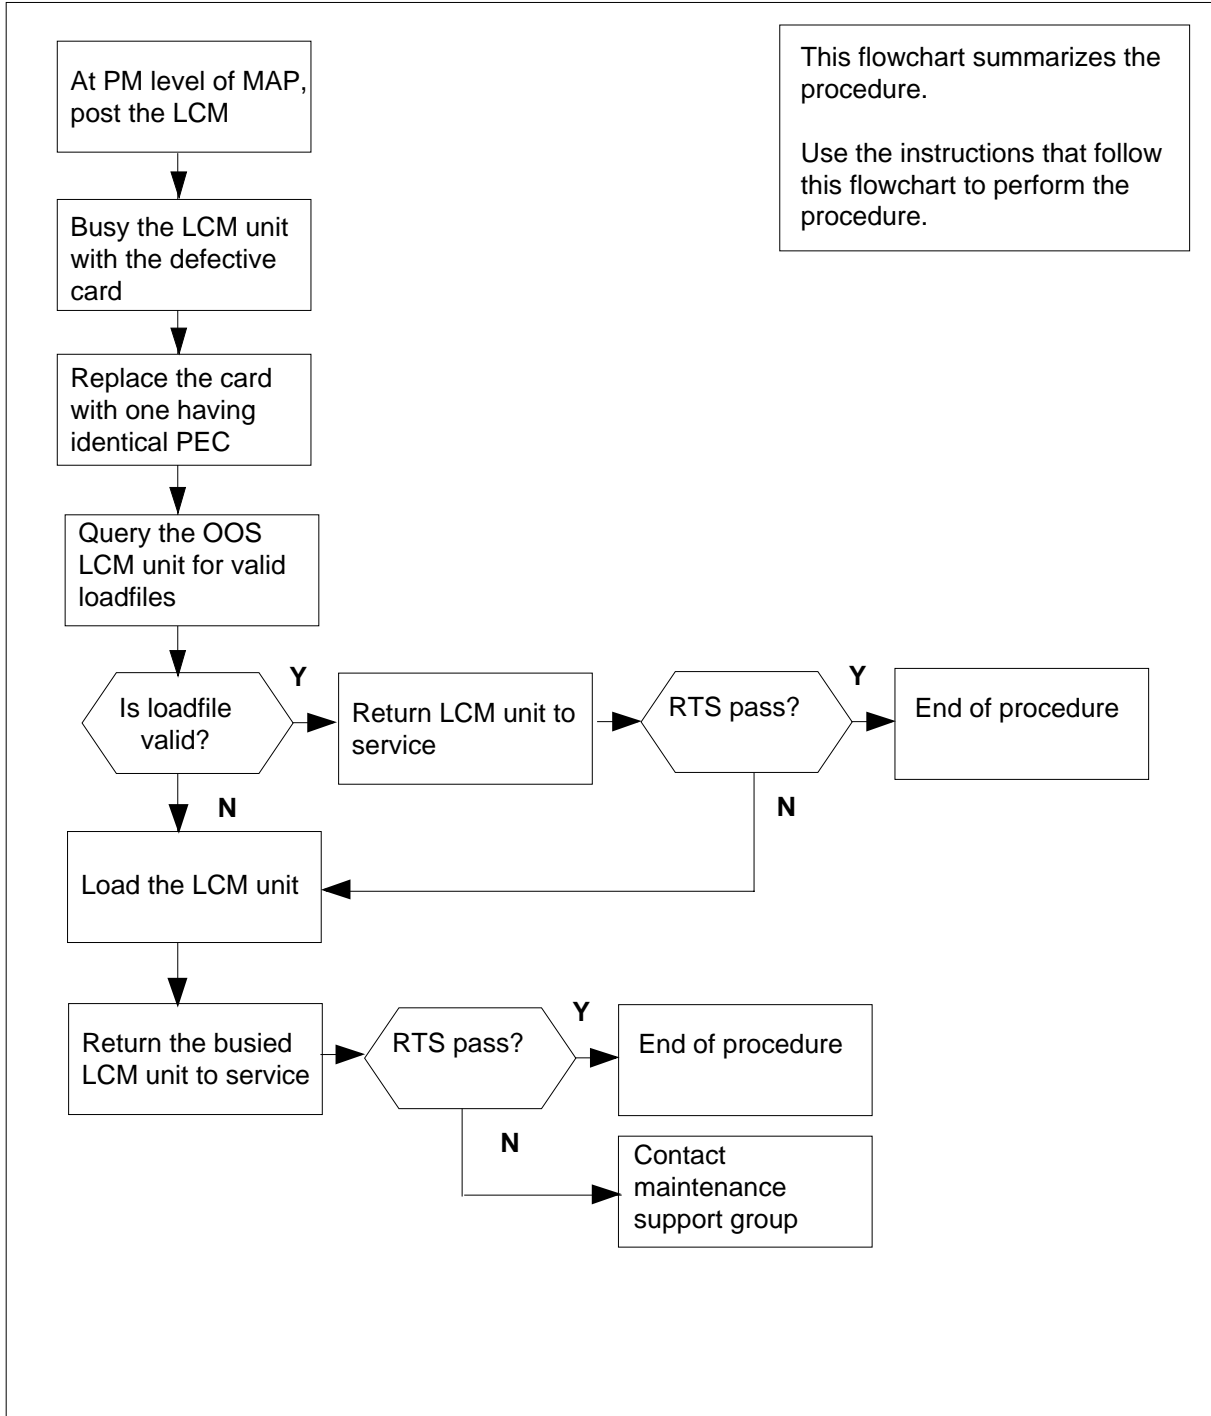 At PM level of MAP,
post the LCM
This flowchart summarizes the
procedure.
Use the instructions that follow
this flowchart to perform the
procedure.
Busy the LCM unit
with the defective
card
Replace the card
with one having
identical PEC
Query the OOS
LCM unit for valid
loadfiles
Is loadfile
valid?
Y
Return LCM unit to
service
RTS pass?
Y
End of procedure
N
N
Load the LCM unit
Return the busied
LCM unit to service
RTS pass?
Y
End of procedure
N
Contact
maintenance
support group